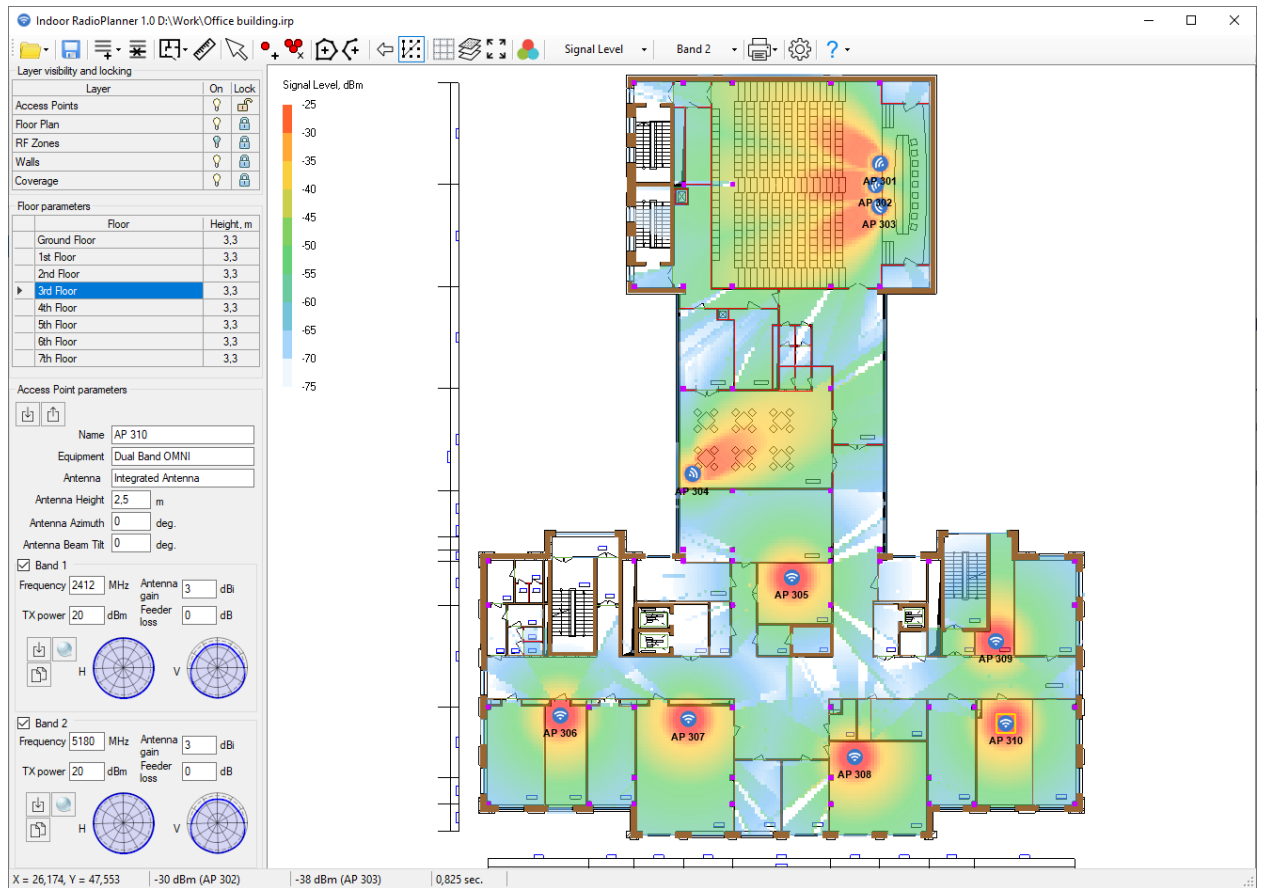 Indoor RadioPlanner 1.0 D:\Work\Office building.irp
Signal Level
Band 2
?
Layer visibility and locking
Layer On Lock
Access Points
Floor Plan
RF Zones
Walls
Coverage
Floor parameters
Floor Height, m
Ground Floor 3,3
1st Floor 3,3
2nd Floor 3,3
3rd Floor 3,3
4th Floor 3,3
5th Floor 3,3
6th Floor 3,3
7th Floor 3,3
Access Point parameters
Name AP 310
Equipment Dual Band OMNI
Antenna Integrated Antenna
Antenna Height 2,5 m
Antenna Azimuth 0 deg.
Antenna Beam Tilt 0 deg.
Band 1
Frequency 2412 MHz Antenna gain 3 dBi
TX power 20 dBm Feeder loss 0 dB
H V
Band 2
Frequency 5180 MHz Antenna gain 3 dBi
TX power 20 dBm Feeder loss 0 dB
H V
Signal Level, dBm
-25
-30
-35
-40
-45
-50
-55
-60
-65
-70
-75
AP 301
AP 302
AP 303
AP 304
AP 305
AP 309
AP 306
AP 307
AP 310
AP 308
X = 26,174, Y = 47,553 -30 dBm (AP 302) -38 dBm (AP 303) 0,825 sec.